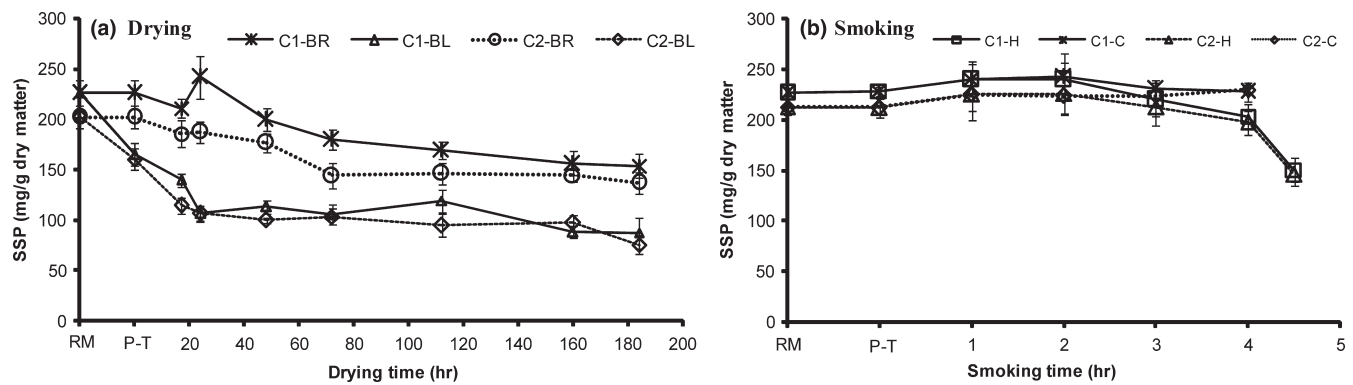 (a) Drying
C1-BR C1-BL C2-BR C2-BL
SSP (mg/g dry matter)
300
250
200
150
100
50
0
RM P-T 20 40 60 80 100 120 140 160 180 200
Drying time (hr)
(b) Smoking
C1-H C1-C C2-H C2-C
SSP (mg/g dry matter)
300
250
200
150
100
50
0
RM P-T 1 2 3 4 5
Smoking time (hr)